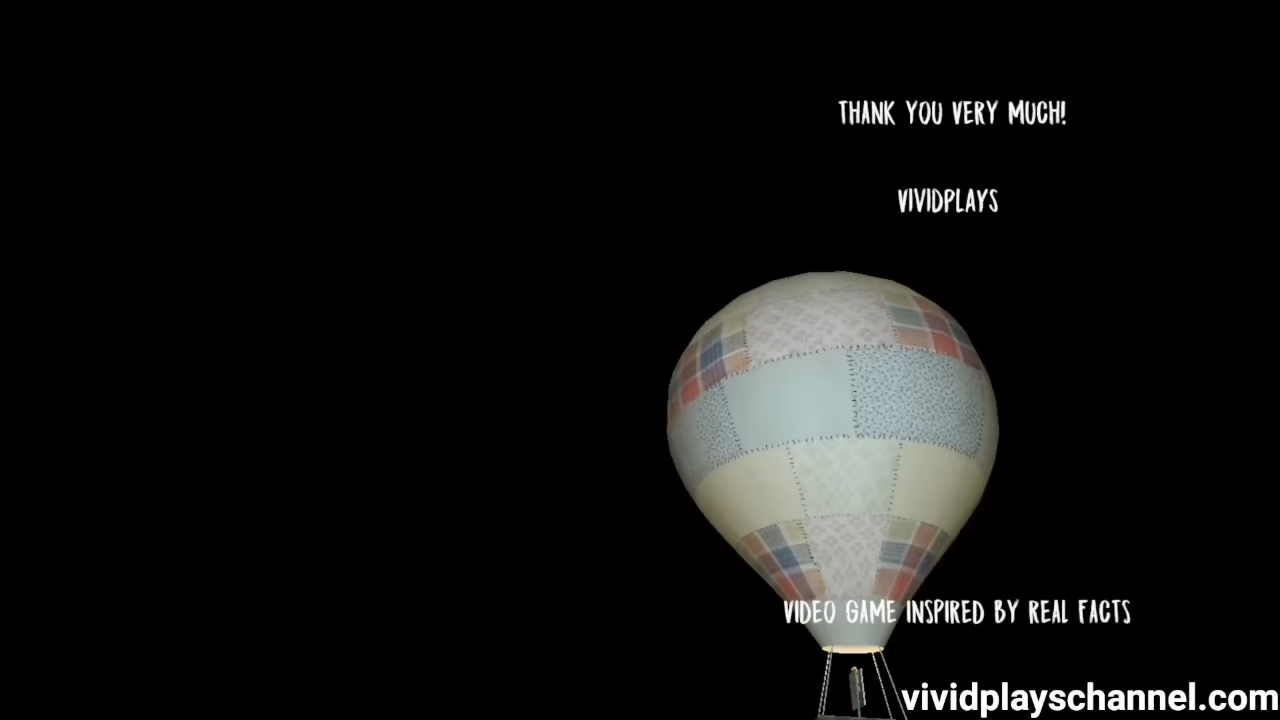 THANK YOU VERY MUCH!
VIVIDPLAYS
VIDEO GAME INSPIRED BY REAL FACTS
vividplayschannel.com